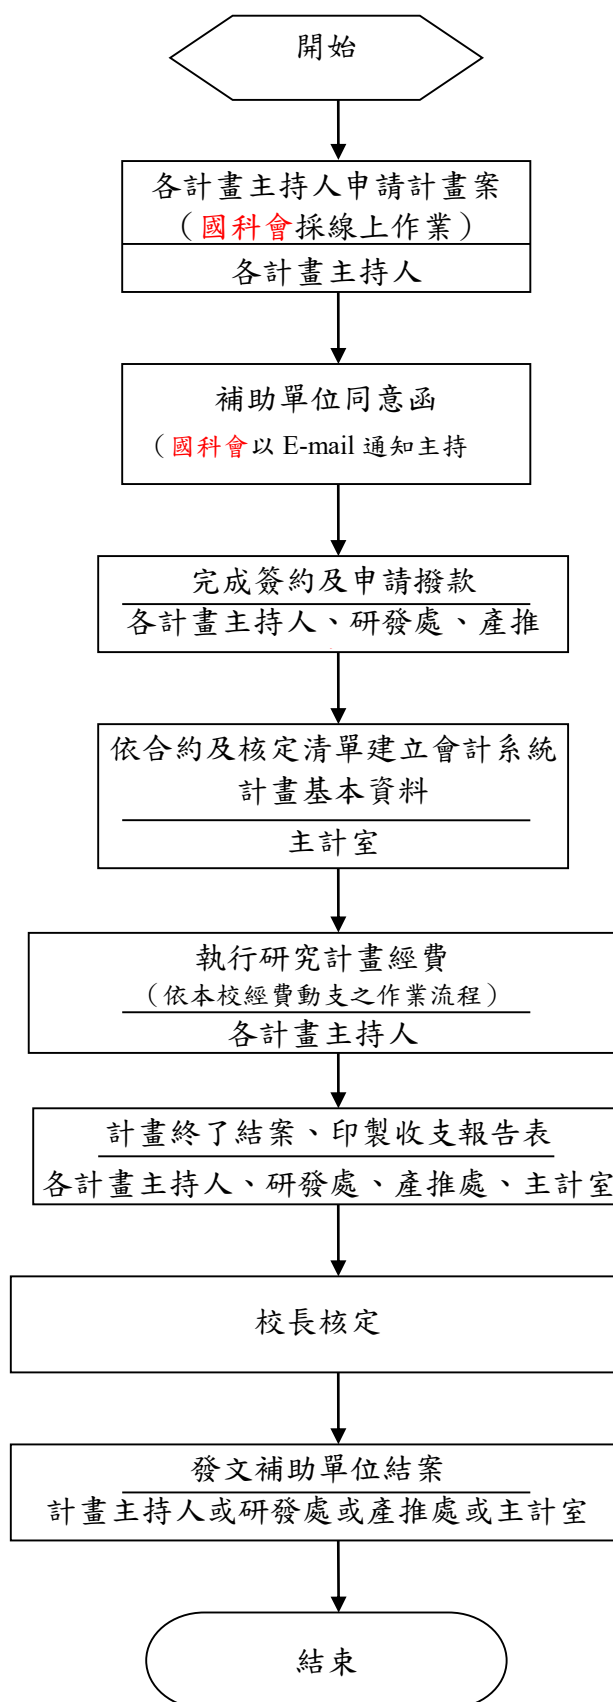 開始
各計畫主持人申請計畫案
（國科會採線上作業）
各計畫主持人
補助單位同意函
（國科會以 E-mail 通知主持
完成簽約及申請撥款
各計畫主持人、研發處、產推
依合約及核定清單建立會計系統
計畫基本資料
主計室
執行研究計畫經費
（依本校經費動支之作業流程）
各計畫主持人
計畫終了結案、印製收支報告表
各計畫主持人、研發處、產推處、主計室
校長核定
發文補助單位結案
計畫主持人或研發處或產推處或主計室
結束